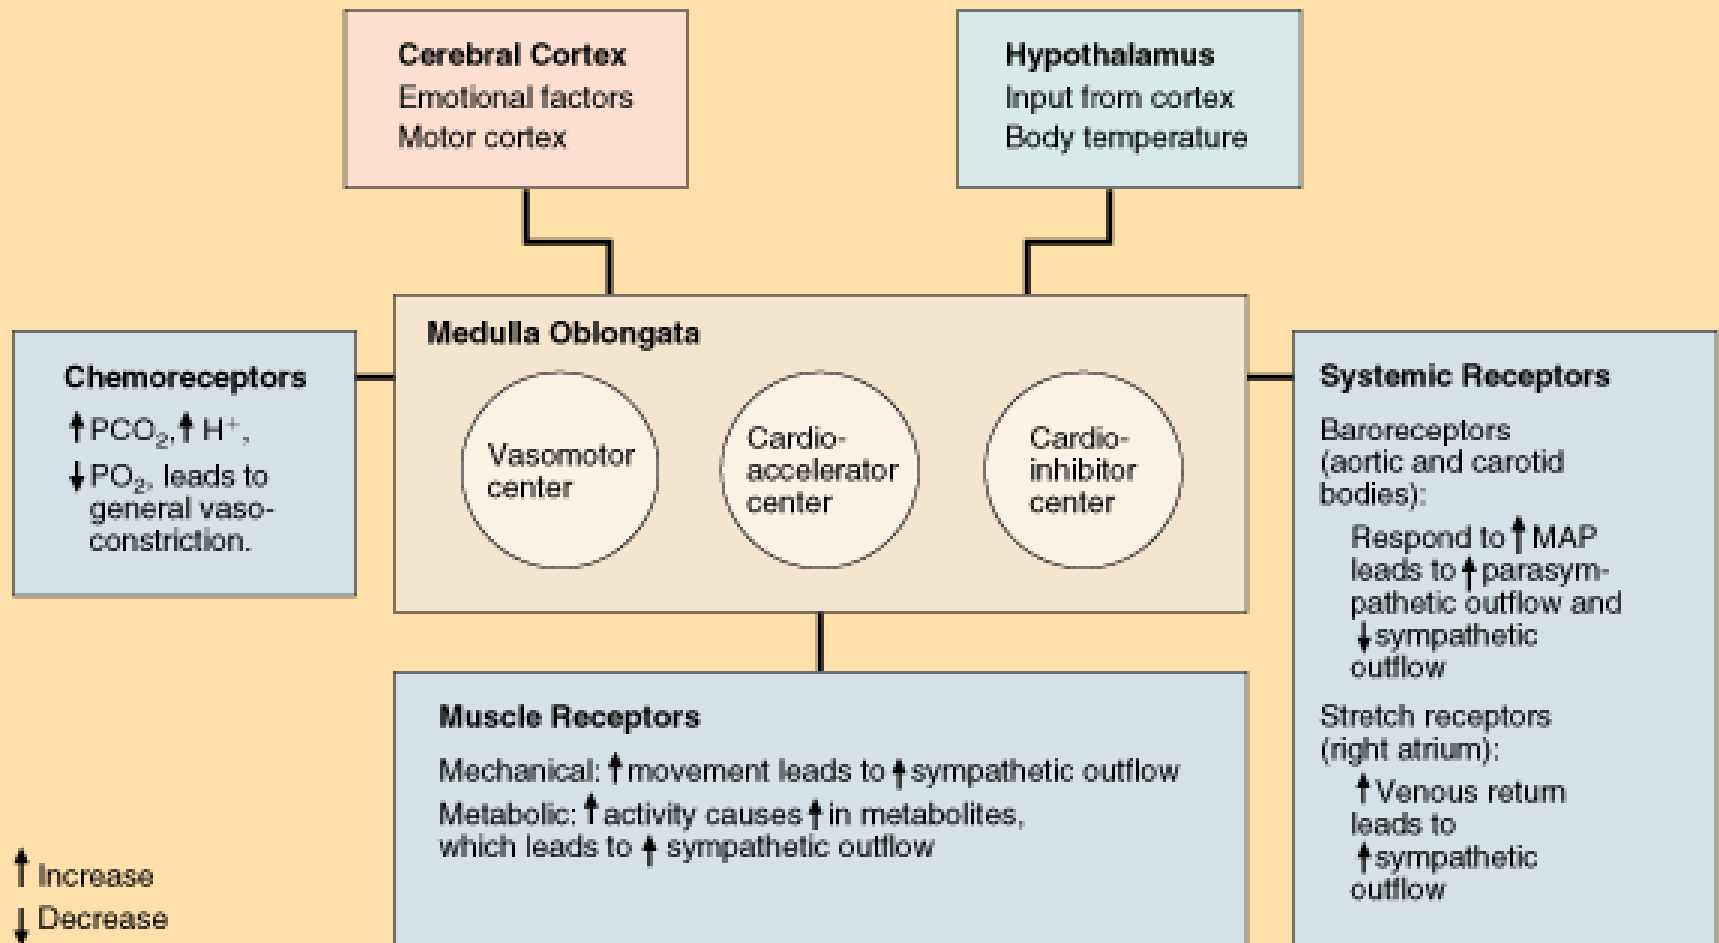 Cerebral Cortex
Emotional factors
Motor cortex
Hypothalamus
Input from cortex
Body temperature
Medulla Oblongata
Vasomotor
center
Cardio-
accelerator
center
Cardio-
inhibitor
center
Chemoreceptors
↑PCO₂,↑H⁺,
↓PO₂, leads to
general vaso-
constriction.
Systemic Receptors
Baroreceptors
(aortic and carotid
bodies):
Respond to ↑MAP
leads to ↑parasym-
pathetic outflow and
↓sympathetic
outflow
Stretch receptors
(right atrium):
↑Venous return
leads to
↑sympathetic
outflow
Muscle Receptors
Mechanical: ↑movement leads to ↑sympathetic outflow
Metabolic: ↑activity causes ↑in metabolites,
which leads to ↑ sympathetic outflow
↑ Increase
↓ Decrease